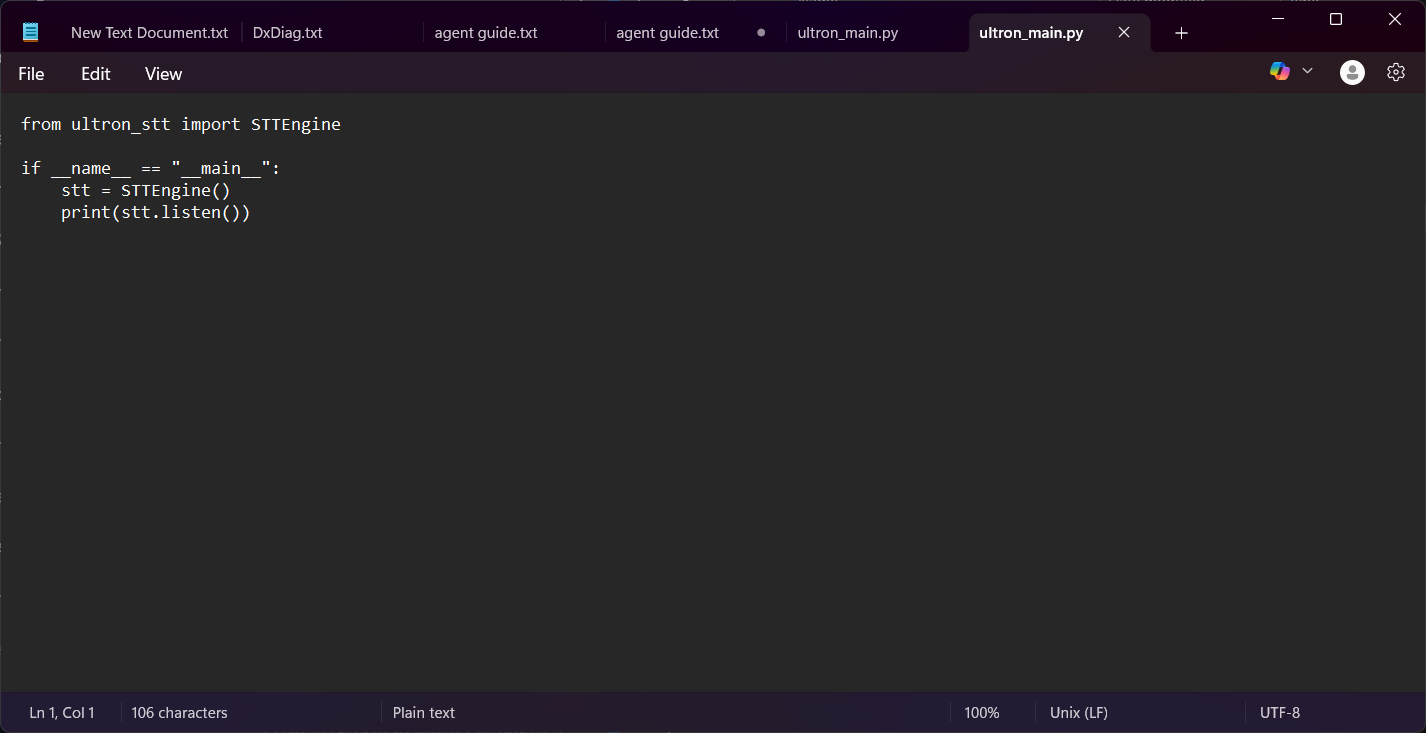 New Text Document.txt
DxDiag.txt
agent guide.txt
agent guide.txt
ultron_main.py
ultron_main.py
File
Edit
View
from ultron_stt import STTEngine
if __name__ == "__main__":
    stt = STTEngine()
    print(stt.listen())
Ln 1, Col 1
106 characters
Plain text
100%
Unix (LF)
UTF-8